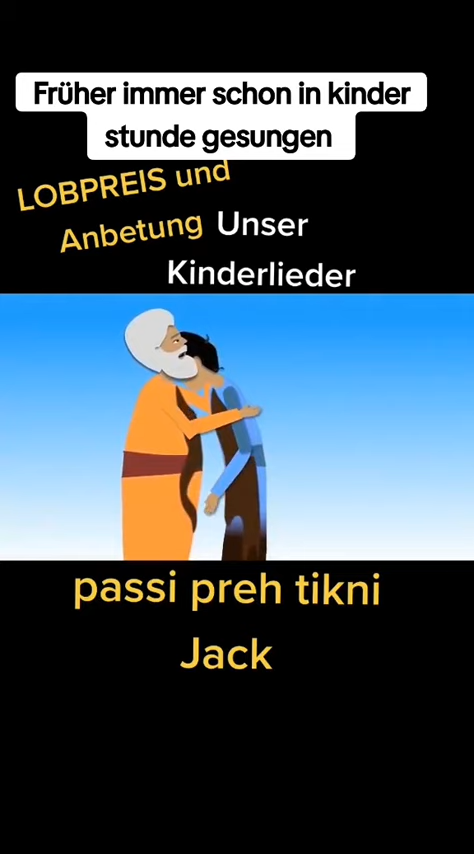 Früher immer schon in kinder
stunde gesungen
LOBPREIS und
Anbetung Unser
Kinderlieder
passi preh tikni
Jack